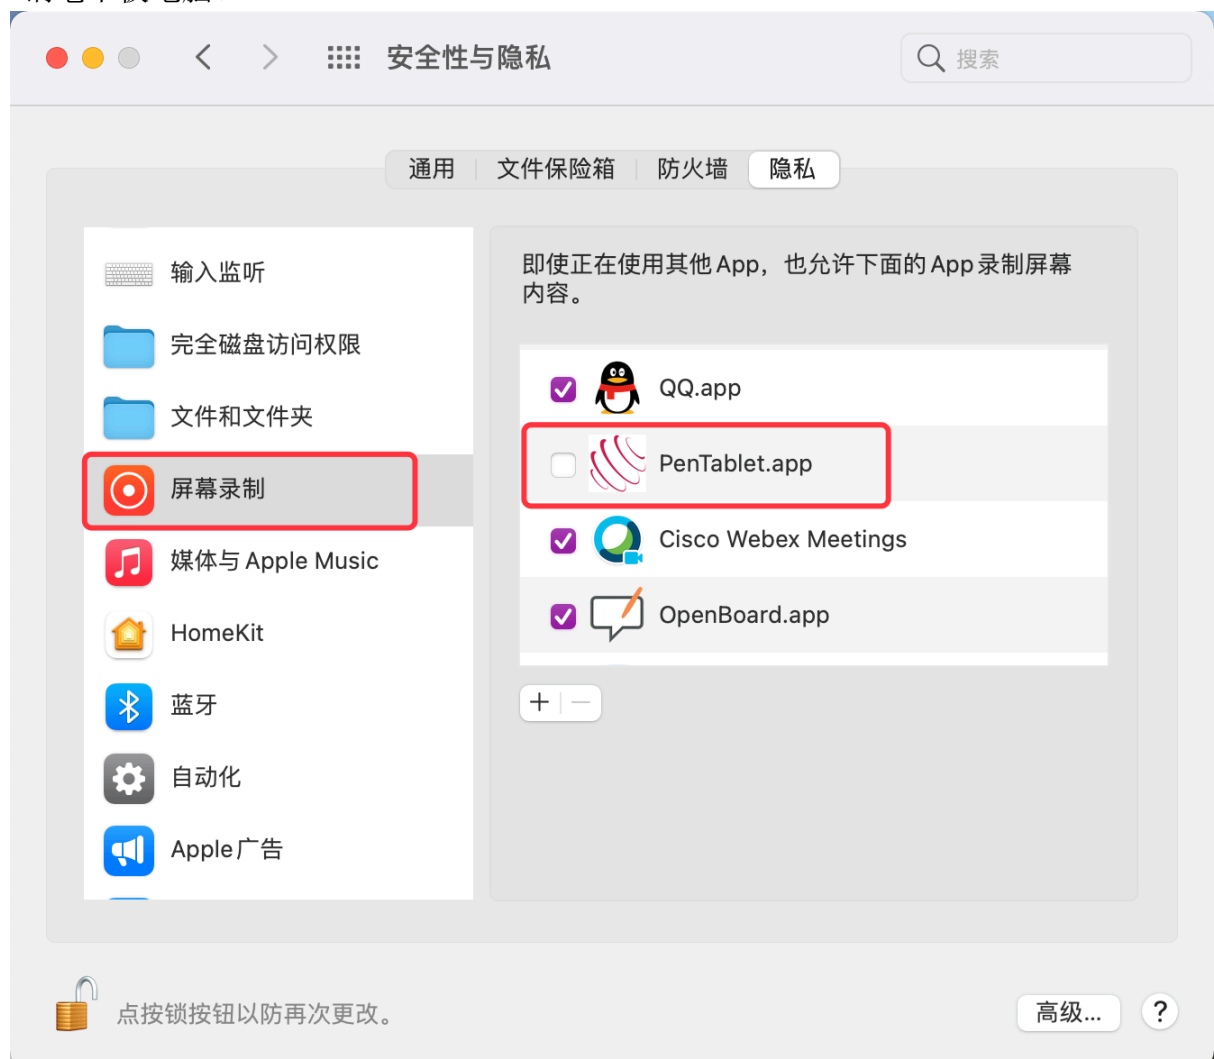 安全性与隐私
搜索
通用
文件保险箱
防火墙
隐私
输入监听
完全磁盘访问权限
文件和文件夹
屏幕录制
媒体与 Apple Music
HomeKit
蓝牙
自动化
Apple广告
即使正在使用其他 App，也允许下面的 App 录制屏幕
内容。
QQ.app
PenTablet.app
Cisco Webex Meetings
OpenBoard.app
点按锁按钮以防再次更改。
高级...
?